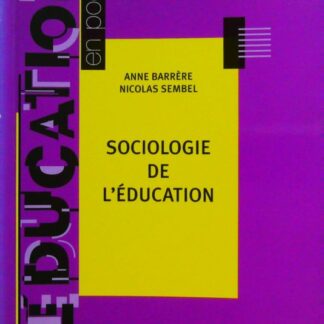 ÉDUCATIO
en po
ANNE BARRÈRE
NICOLAS SEMBEL
SOCIOLOGIE
DE
L'ÉDUCATION